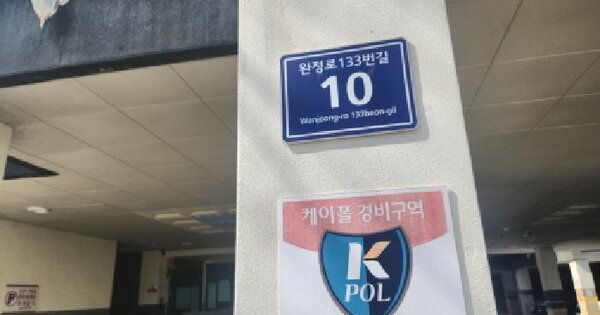 완정로133번길
10
Wanjeong-ro 133beon-gil
케이폴 경비구역
K
POL